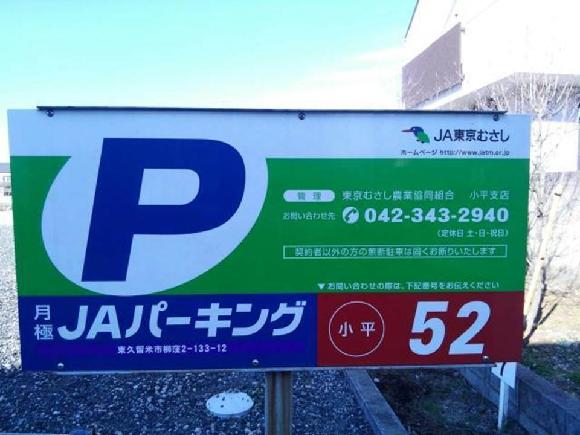 P
JA東京むさし
ホームページ http://www.jatm.or.jp
管理 東京むさし農業協同組合 小平支店
お問い合わせ先 042-343-2940
(定休日 土・日・祝日)
契約者以外の方の無断駐車は固くお断りいたします
▼お問い合わせの際は、下記番号をお伝えください
月極 JAパーキング
東久留米市柳窪2-133-12
小平 52